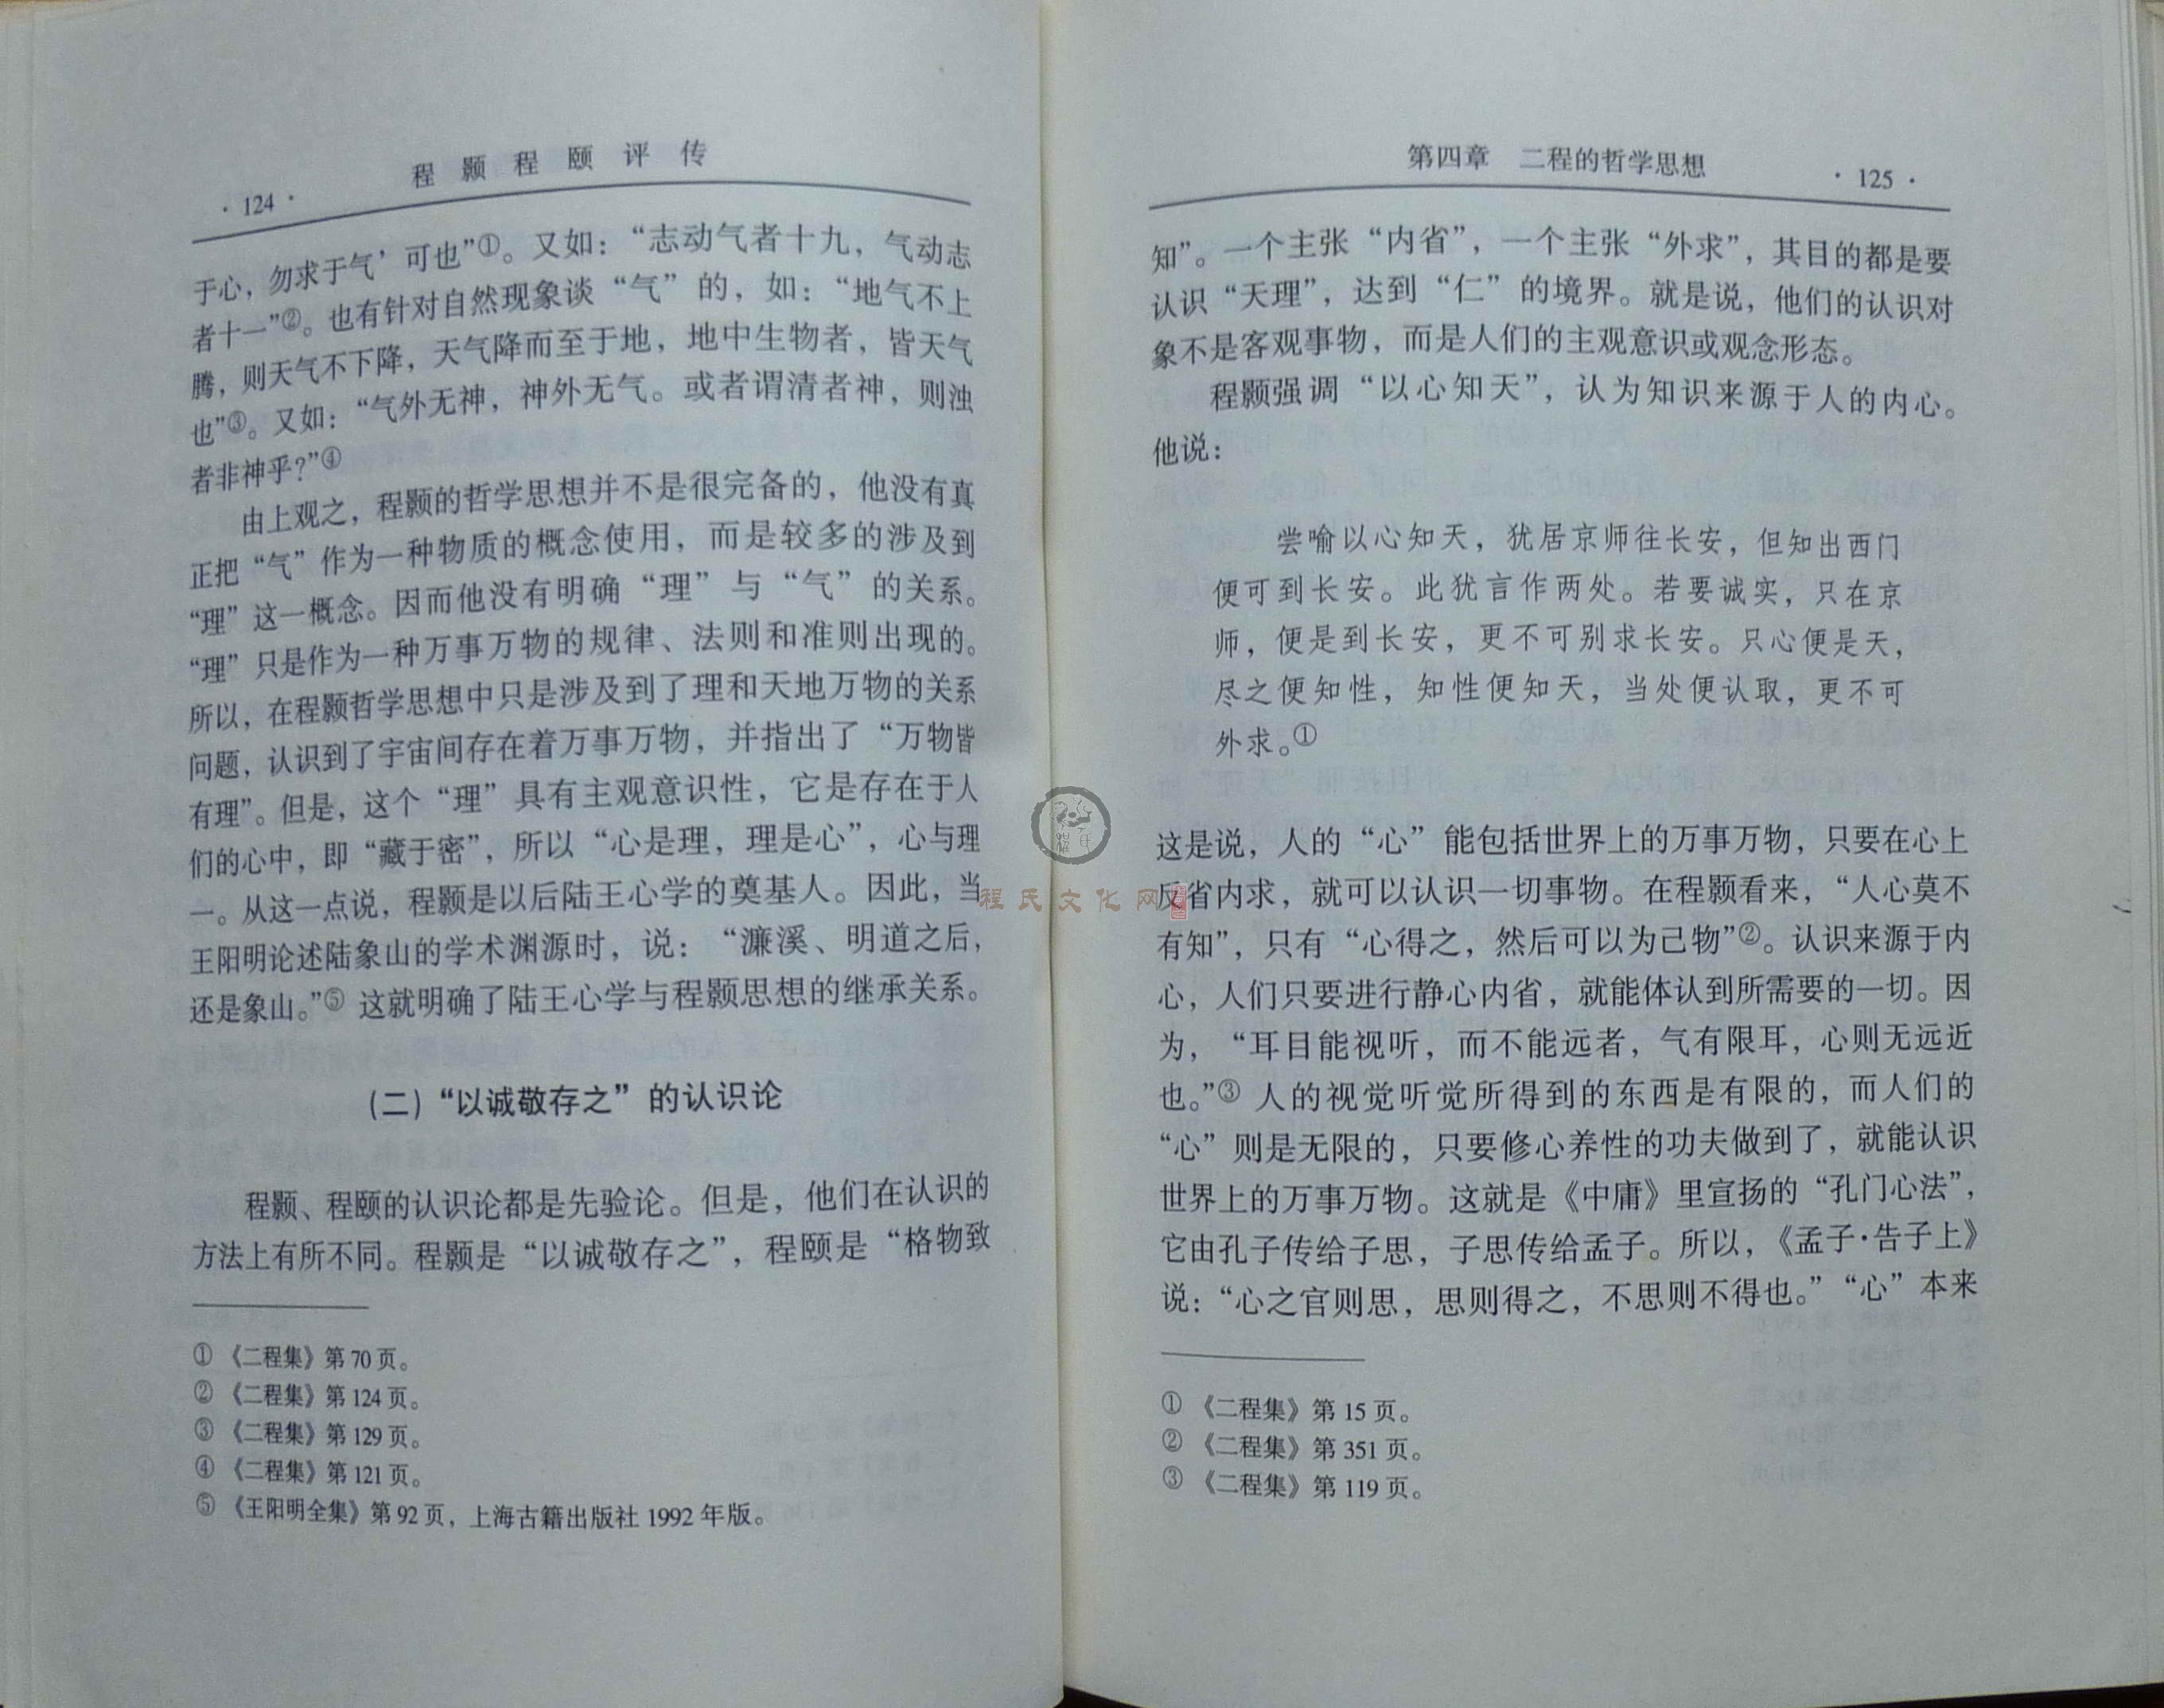 程颢程颐评传
·124·
于心，勿求于气’可也”①。又如：“志动气者十九，气动志
者十一”②。也有针对自然现象谈“气”的，如：“地气不上
腾，则天气不下降，天气降而至于地，地中生物者，皆天气
也”③。又如：“气外无神，神外无气。或者谓清者神，则浊
者非神乎？”④
由上观之，程颢的哲学思想并不是很完备的，他没有真
正把“气”作为一种物质的概念使用，而是较多的涉及到
“理”这一概念。因而他没有明确“理”与“气”的关系。
“理”只是作为一种万事万物的规律、法则和准则出现的。
所以，在程颢哲学思想中只是涉及到了理和天地万物的关系
问题，认识到了宇宙间存在着万事万物，并指出了“万物皆
有理”。但是，这个“理”具有主观意识性，它是存在于人
们的心中，即“藏于密”，所以“心是理，理是心”，心与理
一。从这一点说，程颢是以后陆王心学的奠基人。因此，当
王阳明论述陆象山的学术渊源时，说：“濂溪、明道之后，
还是象山。”⑤这就明确了陆王心学与程颢思想的继承关系。
（二）“以诚敬存之”的认识论
程颢、程颐的认识论都是先验论。但是，他们在认识的
方法上有所不同。程颢是“以诚敬存之”，程颐是“格物致
①《二程集》第70页。
②《二程集》第124页。
③《二程集》第129页。
④《二程集》第121页。
⑤《王阳明全集》第92页，上海古籍出版社1992年版。
第四章 二程的哲学思想
·125·
知”。一个主张“内省”，一个主张“外求”，其目的都是要
认识“天理”，达到“仁”的境界。就是说，他们的认识对
象不是客观事物，而是人们的主观意识或观念形态。
程颢强调“以心知天”，认为知识来源于人的内心。
他说：
尝喻以心知天，犹居京师往长安，但知出西门
便可到长安。此犹言作两处。若要诚实，只在京
师，便是到长安，更不可别求长安。只心便是天，
尽之便知性，知性便知天，当处便认取，更不可
外求。①
这是说，人的“心”能包括世界上的万事万物，只要在心上
反省内求，就可以认识一切事物。在程颢看来，“人心莫不
有知”，只有“心得之，然后可以为己物”②。认识来源于内
心，人们只要进行静心内省，就能体认到所需要的一切。因
为，“耳目能视听，而不能远者，气有限耳，心则无远近
也。”③人的视觉听觉所得到的东西是有限的，而人们的
“心”则是无限的，只要修心养性的功夫做到了，就能认识
世界上的万事万物。这就是《中庸》里宣扬的“孔门心法”，
它由孔子传给子思，子思传给孟子。所以，《孟子·告子上》
说：“心之官则思，思则得之，不思则不得也。”“心”本来
①《二程集》第15页。
②《二程集》第351页。
③《二程集》第119页。
程氏文化网